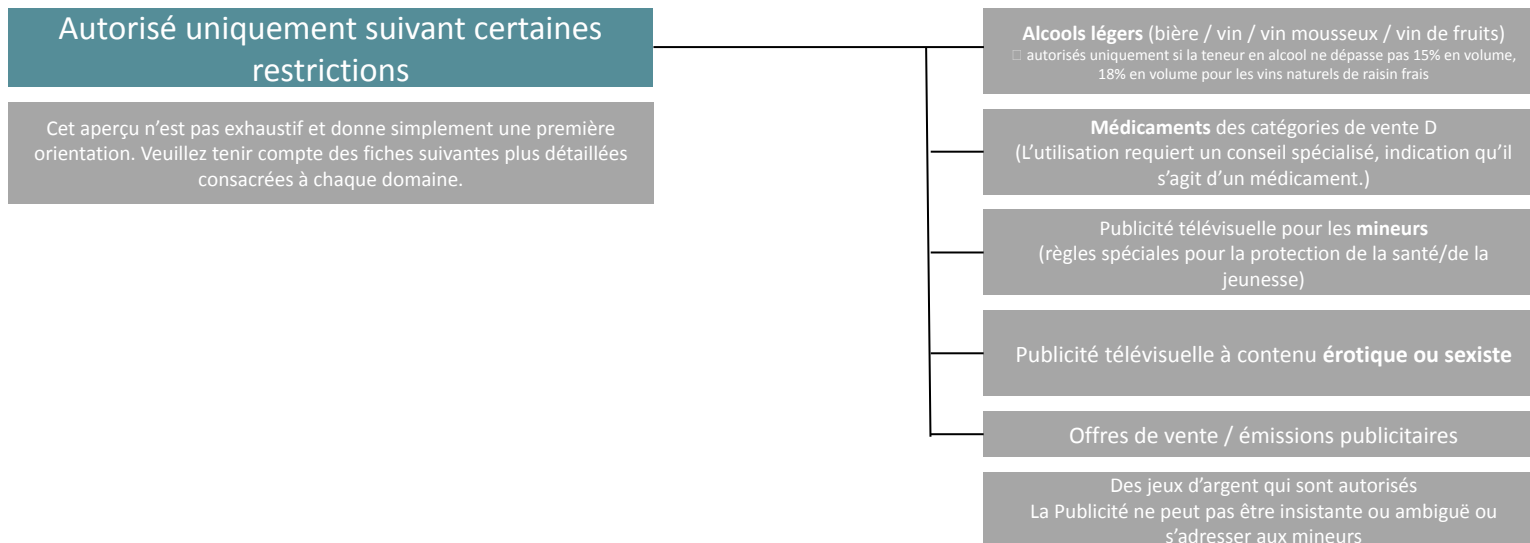 Autorisé uniquement suivant certaines
restrictions
Cet aperçu n'est pas exhaustif et donne simplement une première
orientation. Veuillez tenir compte des fiches suivantes plus détaillées
consacrées à chaque domaine.
Alcools légers (bière / vin / vin mousseux / vin de fruits)
□ autorisés uniquement si la teneur en alcool ne dépasse pas 15% en volume,
18% en volume pour les vins naturels de raisin frais
Médicaments des catégories de vente D
(L'utilisation requiert un conseil spécialisé, indication qu'il
s'agit d'un médicament.)
Publicité télévisuelle pour les mineurs
(règles spéciales pour la protection de la santé/de la
jeunesse)
Publicité télévisuelle à contenu érotique ou sexiste
Offres de vente / émissions publicitaires
Des jeux d'argent qui sont autorisés
La Publicité ne peut pas être insistante ou ambiguë ou
s'adresser aux mineurs